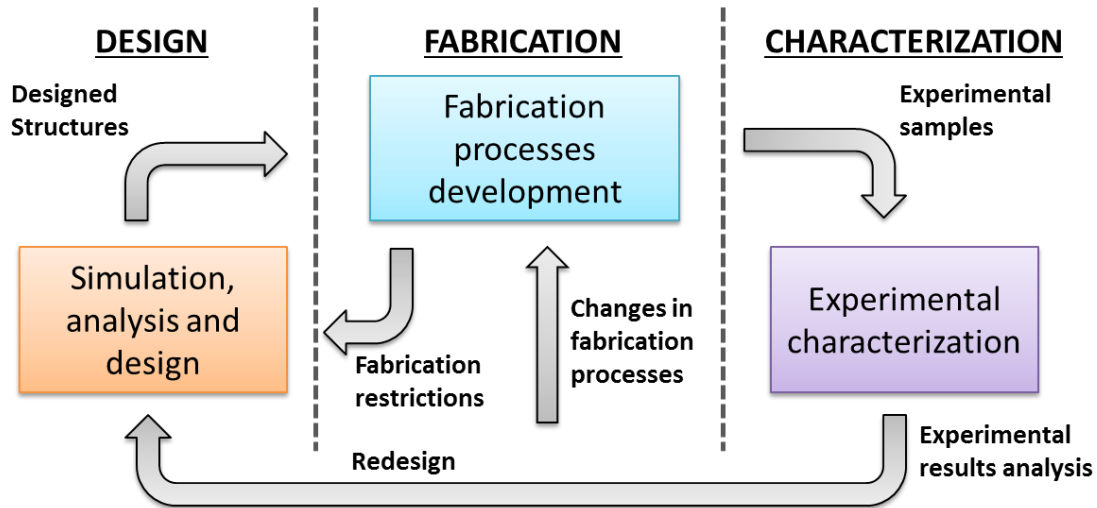 DESIGN
Designed
Structures
Simulation,
analysis and
design
FABRICATION
Fabrication
processes
development
Fabrication
restrictions
Changes in
fabrication
processes
Redesign
CHARACTERIZATION
Experimental
samples
Experimental
characterization
Experimental
results analysis